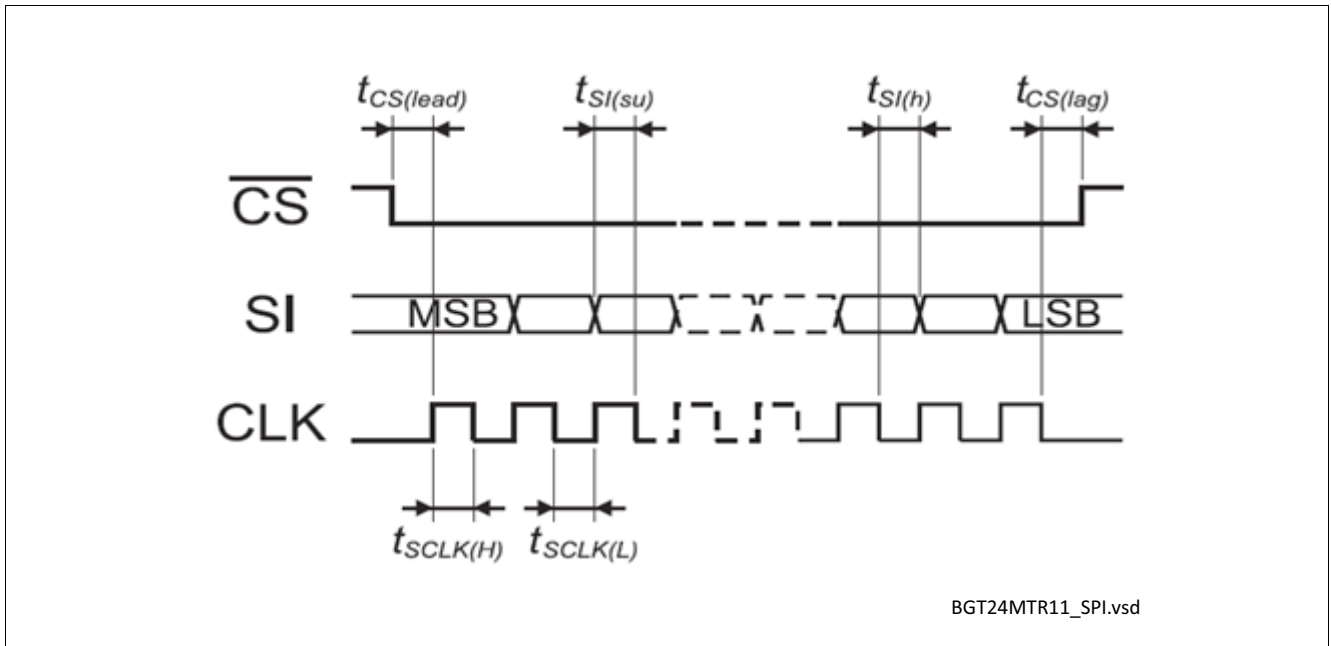 tCS(lead) tSI(su) tSI(h) tCS(lag)
CS
SI MSB LSB
CLK
tSCLK(H) tSCLK(L)
BGT24MTR11_SPI.vsd